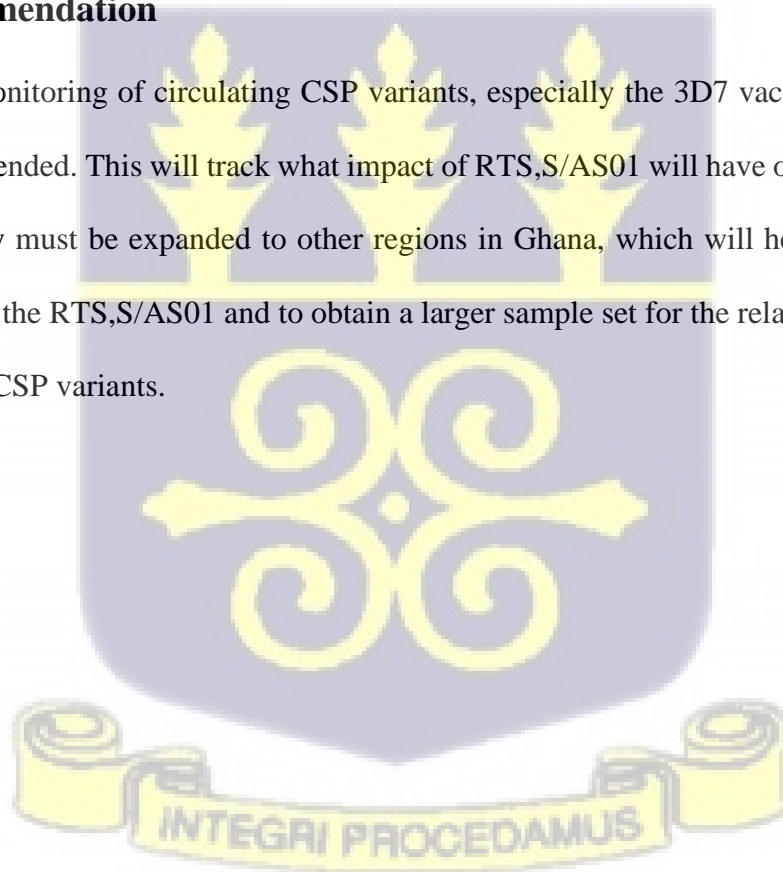 mendation
onitoring of circulating CSP variants, especially the 3D7 vac
ended. This will track what impact of RTS,S/AS01 will have o
y must be expanded to other regions in Ghana, which will he
the RTS,S/AS01 and to obtain a larger sample set for the rela
CSP variants.
INTEGRI PROCEDAMUS